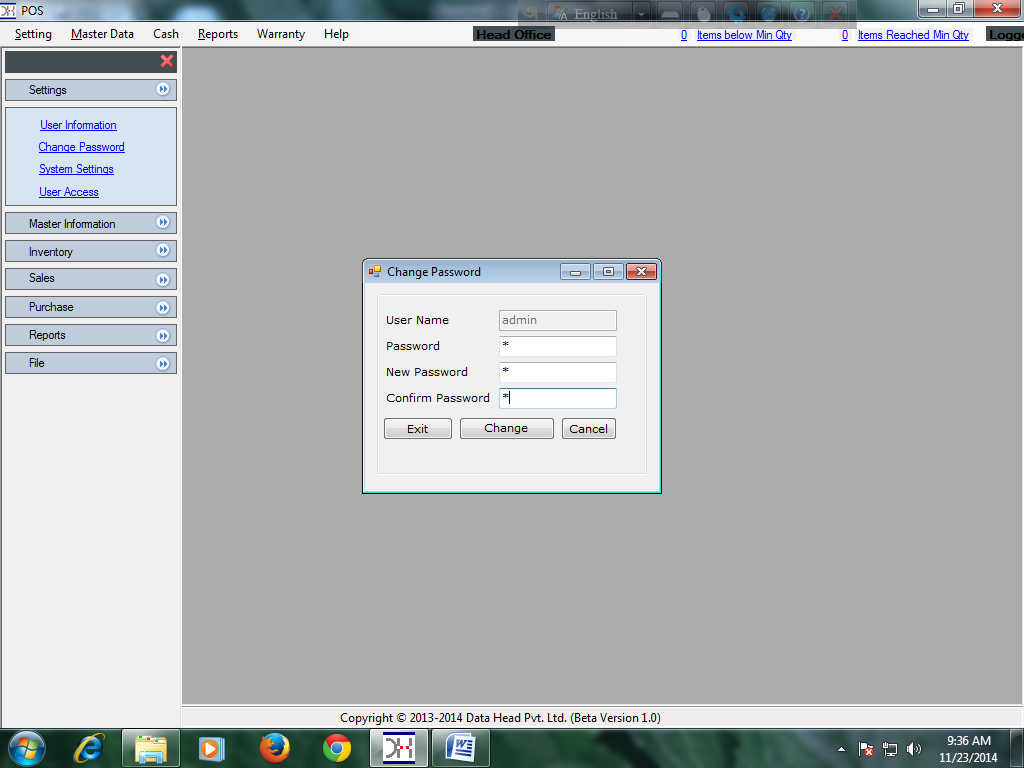 POS
English
Setting Master Data Cash Reports Warranty Help Head Office 0 Items below Min Qty 0 Items Reached Min Qty Logge
Settings
User Information
Change Password
System Settings
User Access
Master Information
Inventory
Sales
Purchase
Reports
File
Change Password
User Name admin
Password *
New Password *
Confirm Password *
Exit Change Cancel
Copyright © 2013-2014 Data Head Pvt. Ltd. (Beta Version 1.0)
9:36 AM
11/23/2014